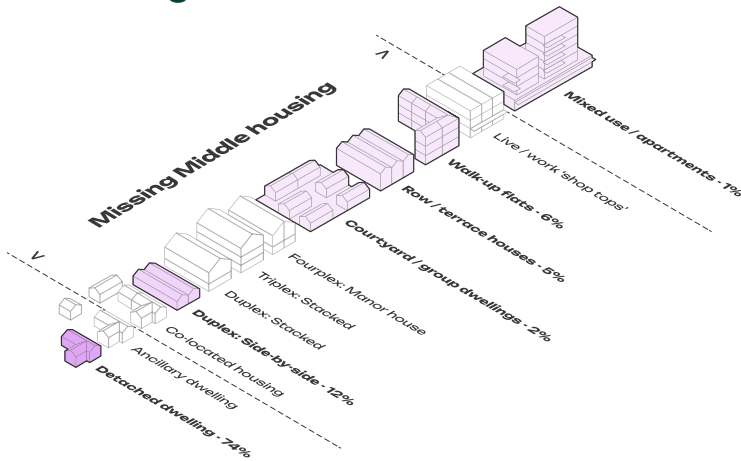 Missing Middle housing
Mixed use / apartments - 1%
Live / work 'shop tops'
Walk-up flats - 6%
Row / terrace houses - 5%
Courtyard / group dwellings - 2%
Fourplex: Manor house
Triplex: Stacked
Duplex: Stacked
Duplex: Side-by-side - 12%
Co-located housing
Ancillary dwelling
Detached dwelling - 74%